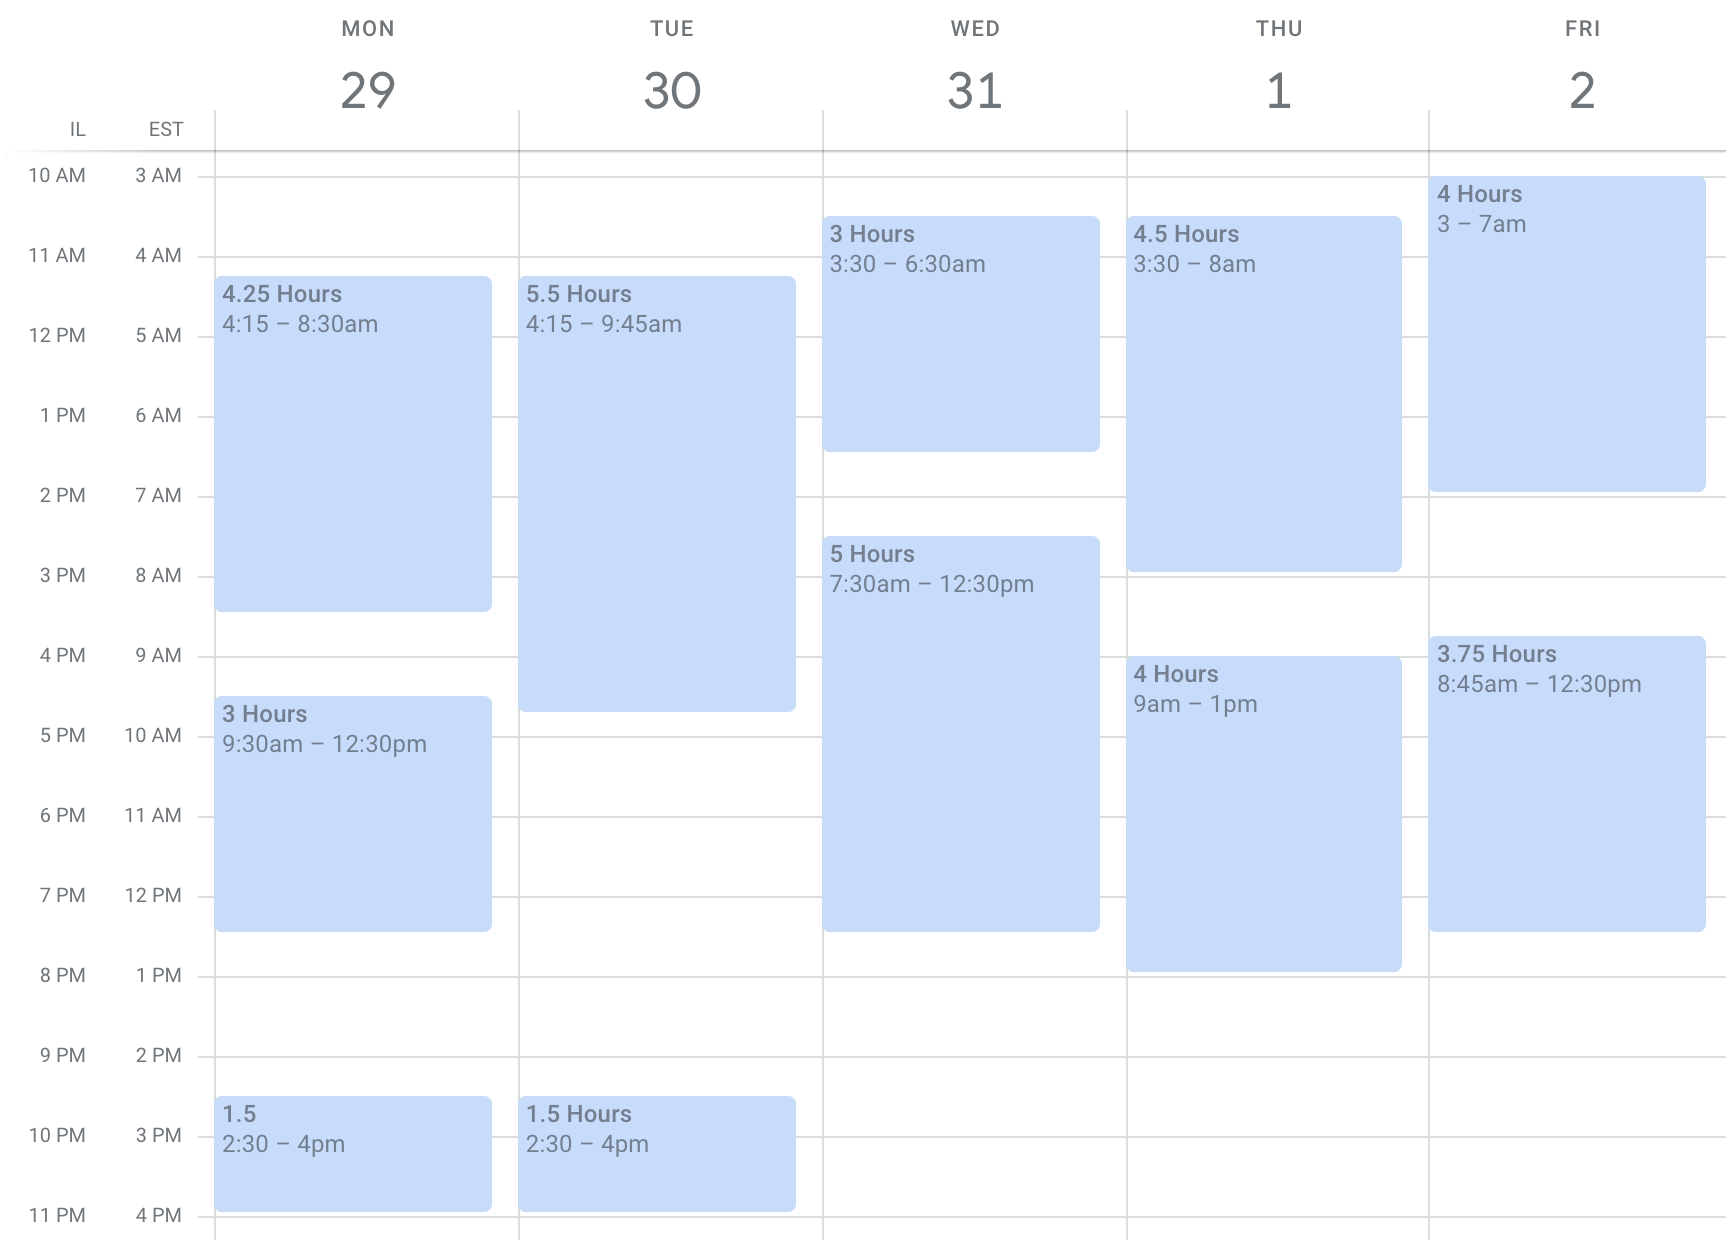 MON
TUE
WED
THU
FRI
29
30
31
1
2
IL EST
10 AM 3 AM
11 AM 4 AM
12 PM 5 AM
1 PM 6 AM
2 PM 7 AM
3 PM 8 AM
4 PM 9 AM
5 PM 10 AM
6 PM 11 AM
7 PM 12 PM
8 PM 1 PM
9 PM 2 PM
10 PM 3 PM
11 PM 4 PM
4.25 Hours
4:15 – 8:30am
3 Hours
9:30am – 12:30pm
1.5
2:30 – 4pm
5.5 Hours
4:15 – 9:45am
1.5 Hours
2:30 – 4pm
3 Hours
3:30 – 6:30am
5 Hours
7:30am – 12:30pm
4.5 Hours
3:30 – 8am
4 Hours
9am – 1pm
4 Hours
3 – 7am
3.75 Hours
8:45am – 12:30pm